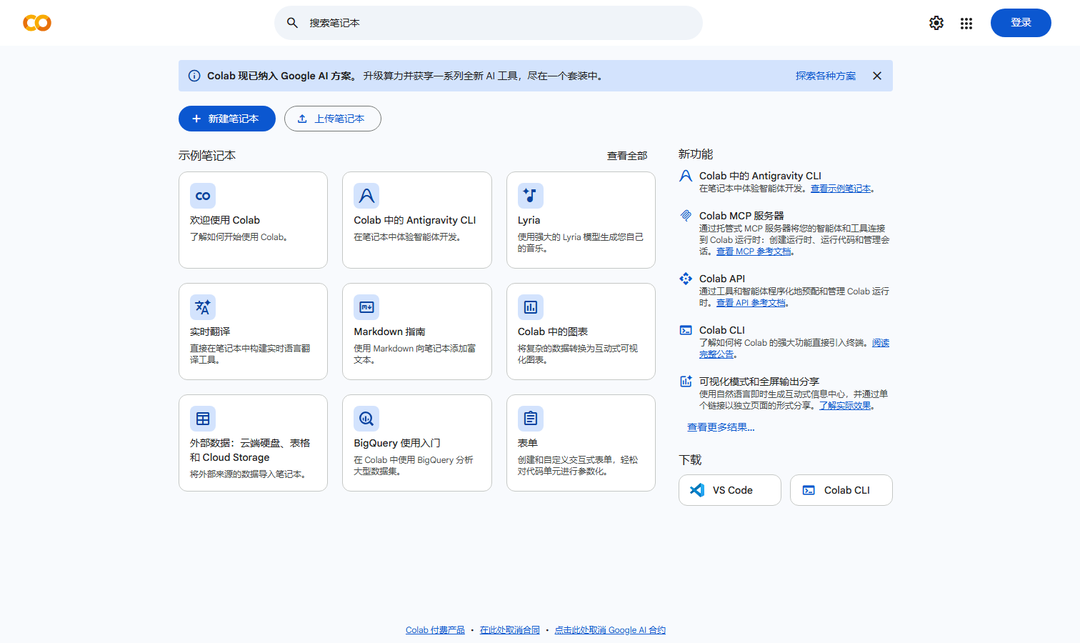 搜索笔记本
登录
Colab 现已纳入 Google AI 方案。 升级算力并获享一系列全新 AI 工具，尽在一个套装中。
探索各种方案
新建笔记本
上传笔记本
示例笔记本
查看全部
欢迎使用 Colab
了解如何开始使用 Colab。
Colab 中的 Antigravity CLI
在笔记本中体验智能体开发。
Lyria
使用强大的 Lyria 模型生成您自己
的音乐。
实时翻译
直接在笔记本中构建实时语言翻
译工具。
Markdown 指南
使用 Markdown 向笔记本添加富
文本。
Colab 中的图表
将复杂的数据转换为互动式可视
化图表。
外部数据：云端硬盘、表格
和 Cloud Storage
将外部来源的数据导入笔记本。
BigQuery 使用入门
在 Colab 中使用 BigQuery 分析
大型数据集。
表单
创建和自定义交互式表单，轻松
对代码单元进行参数化。
新功能
Colab 中的 Antigravity CLI
在笔记本中体验智能体开发。查看示例笔记本。
Colab MCP 服务器
通过托管式 MCP 服务器将您的智能体和工具连接
到 Colab 运行时：创建运行时、运行代码和管理会
话。查看 MCP 参考文档。
Colab API
通过工具和智能体程序化地预配和管理 Colab 运行
时。查看 API 参考文档。
Colab CLI
了解如何将 Colab 的强大功能直接引入终端。阅读
完整公告。
可视化模式和全屏输出分享
使用自然语言即时生成互动式信息中心，并通过单
个链接以独立页面的形式分享。了解实际效果。
查看更多结果...
下载
VS Code
Colab CLI
Colab 付费产品 • 在此处取消合同 • 点击此处取消 Google AI 合约